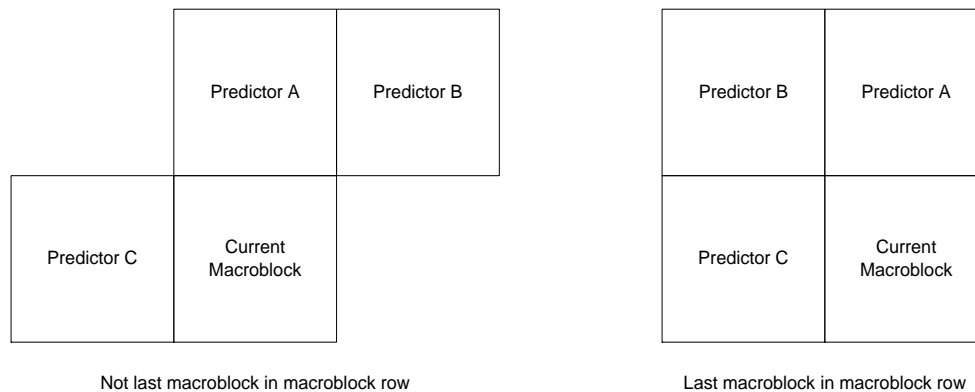 Predictor A
Predictor B
Predictor B
Predictor A
Predictor C
Current
Macroblock
Predictor C
Current
Macroblock
Not last macroblock in macroblock row
Last macroblock in macroblock row